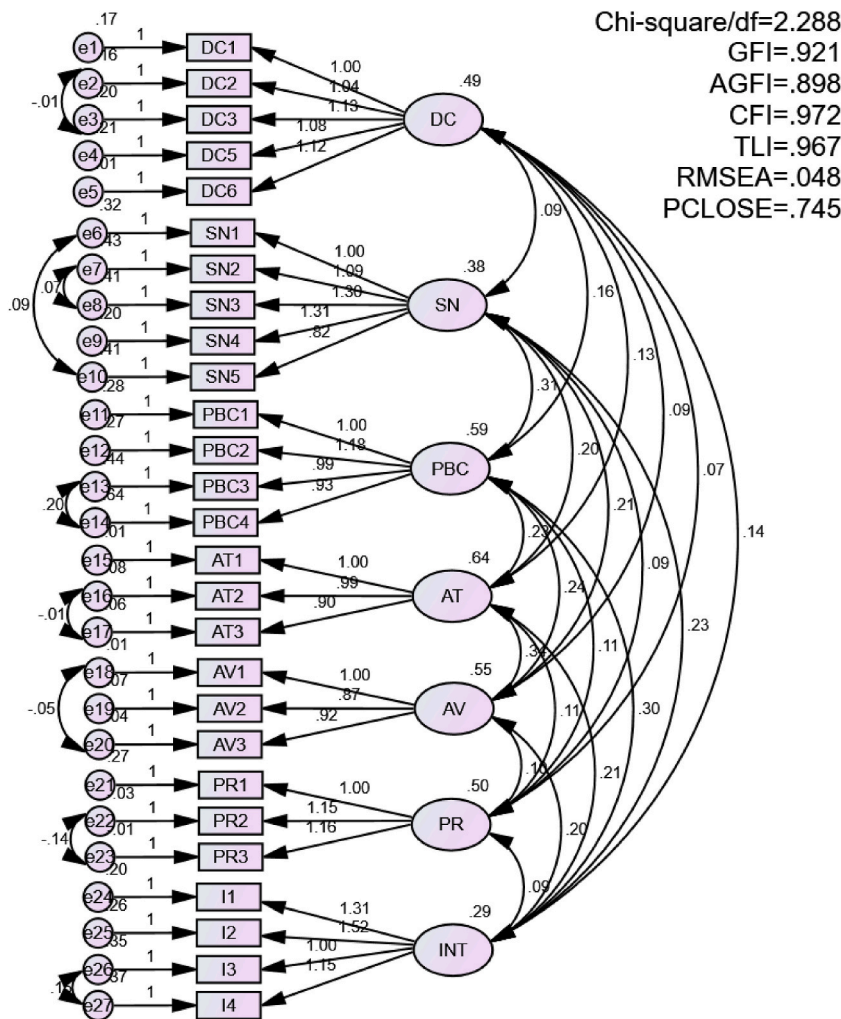 Chi-square/df=2.288
GFI=.921
AGFI=.898
CFI=.972
TLI=.967
RMSEA=.048
PCLOSE=.745
.17
e1 1 DC1 1.00
.16
e2 1 DC2 1.04
.20
-.01
e3 1 DC3 1.13
.21
e4 1 DC5 1.08
.01
e5 1 DC6 1.12
.49
DC
.32
e6 1 SN1 1.00
.43
e7 1 SN2 1.09
.41
.07
.09
e8 1 SN3 1.30
.20
e9 1 SN4 1.31
.41
e10 1 SN5 .82
.38
SN
.28
e11 1 PBC1 1.00
.27
e12 1 PBC2 1.18
.44
e13 1 PBC3 .99
.64
.20
e14 1 PBC4 .93
.59
PBC
.01
e15 1 AT1 1.00
.08
e16 1 AT2 .99
.06
-.01
e17 1 AT3 .90
.64
AT
.01
e18 1 AV1 1.00
.07
-.05
e19 1 AV2 .87
.04
e20 1 AV3 .92
.55
AV
.27
e21 1 PR1 1.00
.03
e22 1 PR2 1.15
-.14
e23 1 PR3 1.16
.50
PR
.20
e24 1 I1 1.31
.26
e25 1 I2 1.52
.35
e26 1 I3 1.00
.37
e27 1 I4 1.15
.29
INT
.09
.16
.13
.09
.07
.14
.31
.20
.21
.09
.23
.24
.11
.30
.11
.21
.20
.09